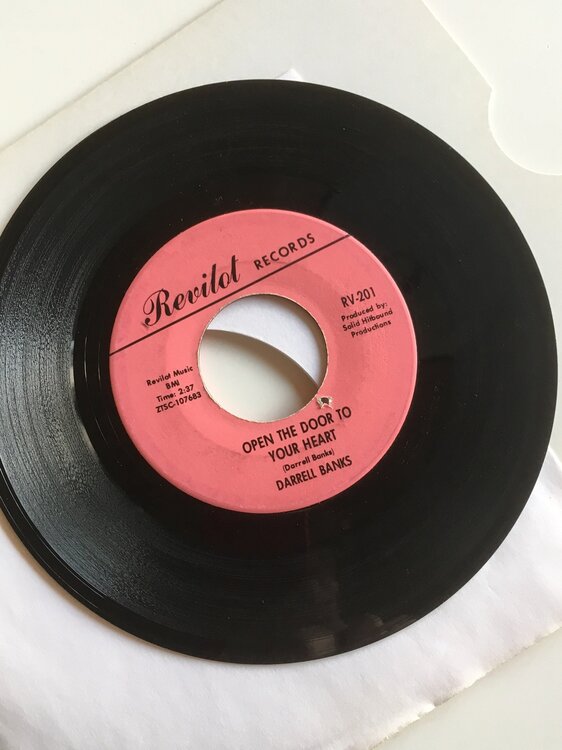 Revilot RECORDS
RV-201
Produced by:
Solid Hitbound
Productions
Revilot Music
BMI
Time: 2:37
ZTSC-107683
OPEN THE DOOR TO
YOUR HEART
(Darrell Banks)
DARRELL BANKS